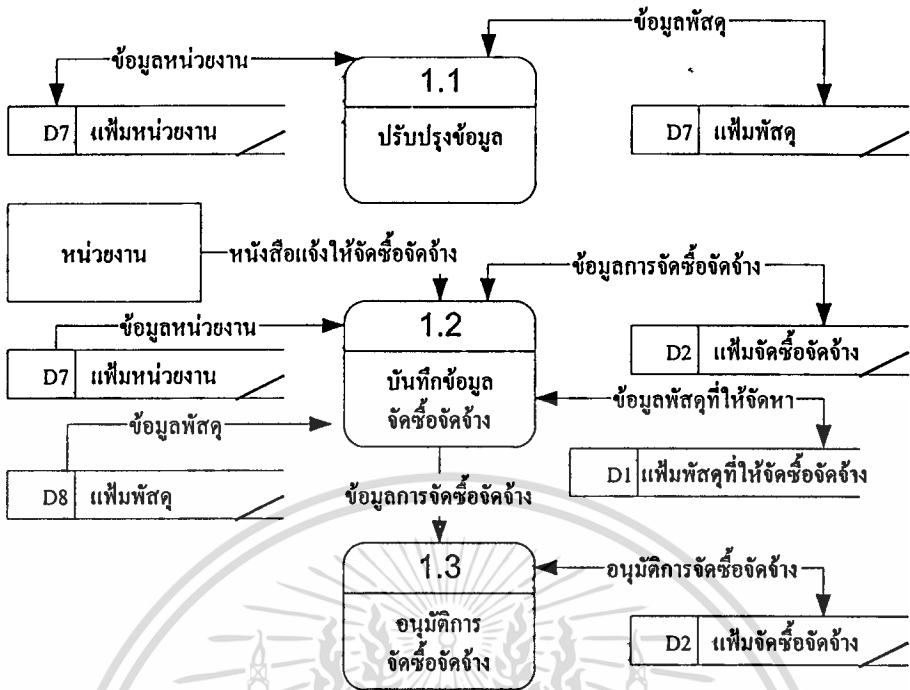 ข้อมูลพัสดุ
ข้อมูลหน่วยงาน
1.1
ปรับปรุงข้อมูล
D7 แฟ้มหน่วยงาน
D7 แฟ้มพัสดุ
หน่วยงาน
หนังสือแจ้งให้จัดซื้อจัดจ้าง
ข้อมูลการจัดซื้อจัดจ้าง
ข้อมูลหน่วยงาน
1.2
บันทึกข้อมูล
จัดซื้อจัดจ้าง
D2 แฟ้มจัดซื้อจัดจ้าง
D7 แฟ้มหน่วยงาน
ข้อมูลพัสดุที่ให้จัดหา
ข้อมูลพัสดุ
D1 แฟ้มพัสดุที่ให้จัดซื้อจัดจ้าง
D8 แฟ้มพัสดุ
ข้อมูลการจัดซื้อจัดจ้าง
1.3
อนุมัติการ
จัดซื้อจัดจ้าง
อนุมัติการจัดซื้อจัดจ้าง
D2 แฟ้มจัดซื้อจัดจ้าง